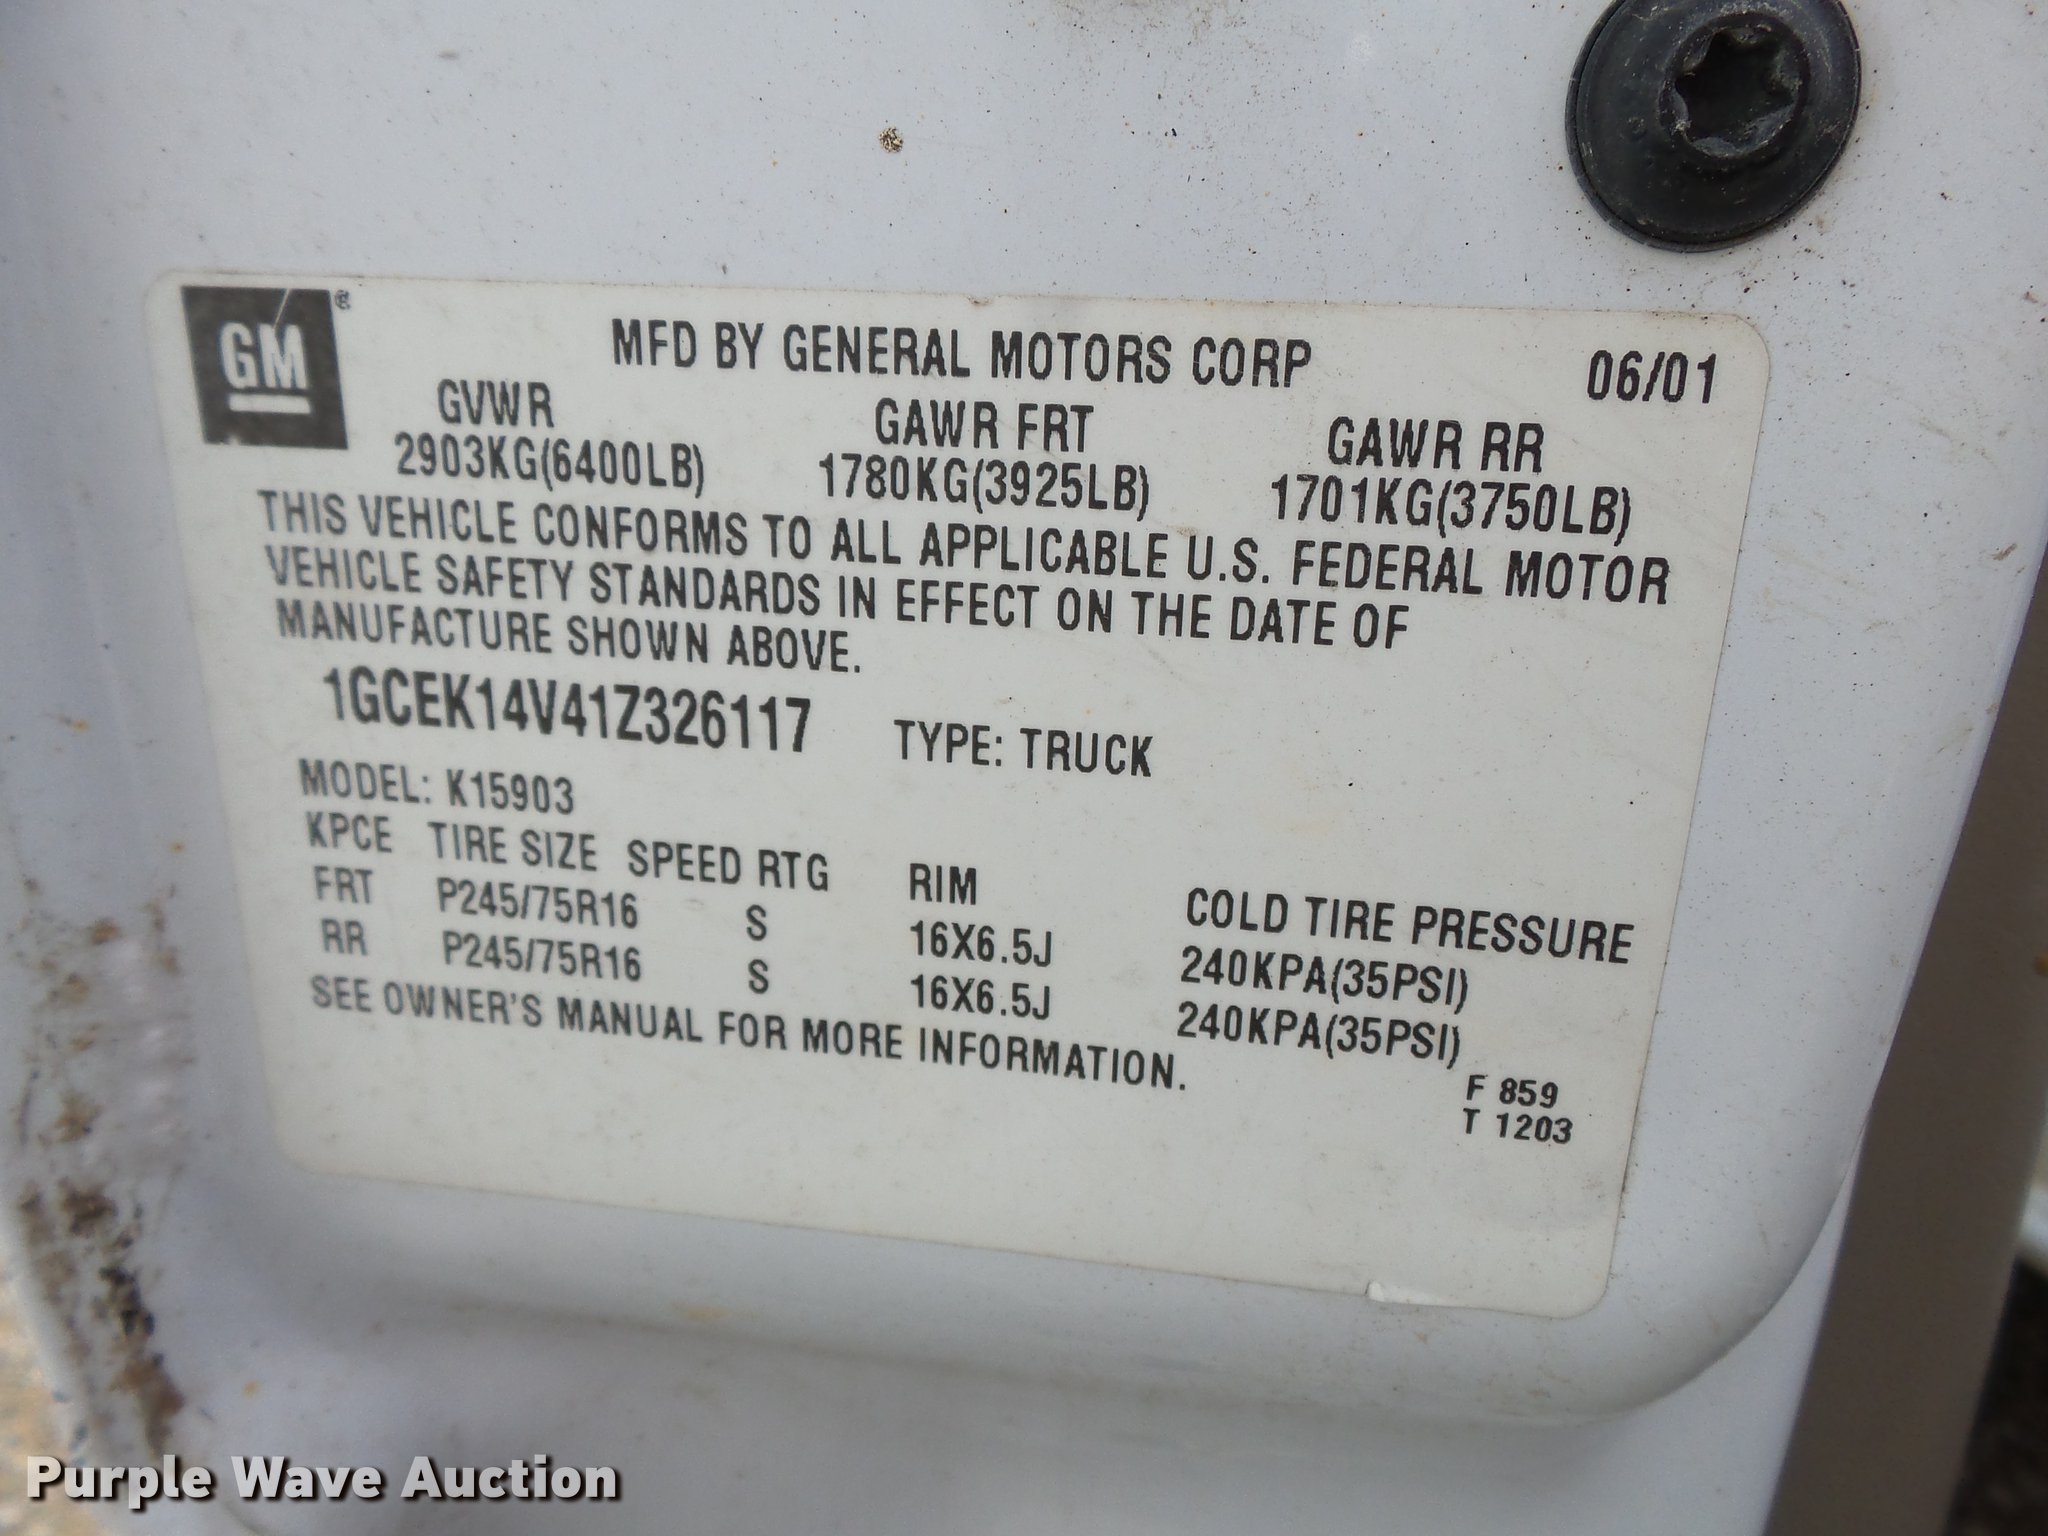 GM®
MFD BY GENERAL MOTORS CORP 06/01
GVWR GAWR FRT GAWR RR
2903KG(6400LB) 1780KG(3925LB) 1701KG(3750LB)
THIS VEHICLE CONFORMS TO ALL APPLICABLE U.S. FEDERAL MOTOR
VEHICLE SAFETY STANDARDS IN EFFECT ON THE DATE OF
MANUFACTURE SHOWN ABOVE.
1GCEK14V41Z326117 TYPE: TRUCK
MODEL: K15903
KPCE TIRE SIZE SPEED RTG RIM COLD TIRE PRESSURE
FRT P245/75R16 S 16X6.5J 240KPA(35PSI)
RR P245/75R16 S 16X6.5J 240KPA(35PSI)
SEE OWNER'S MANUAL FOR MORE INFORMATION.
F 859
T 1203
Purple Wave Auction